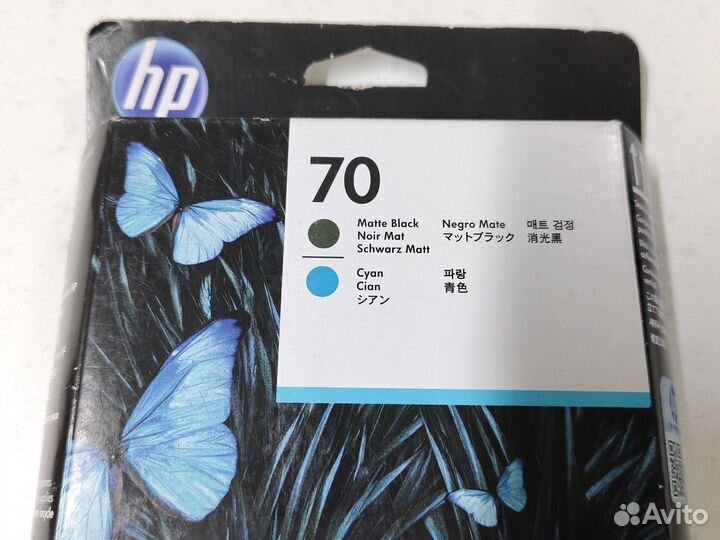 hp
70
Matte Black Negro Mate 매트 검정
Noir Mat マットブラック 消光黑
Schwarz Matt
Cyan 파랑
Cian 青色
シアン
Avito